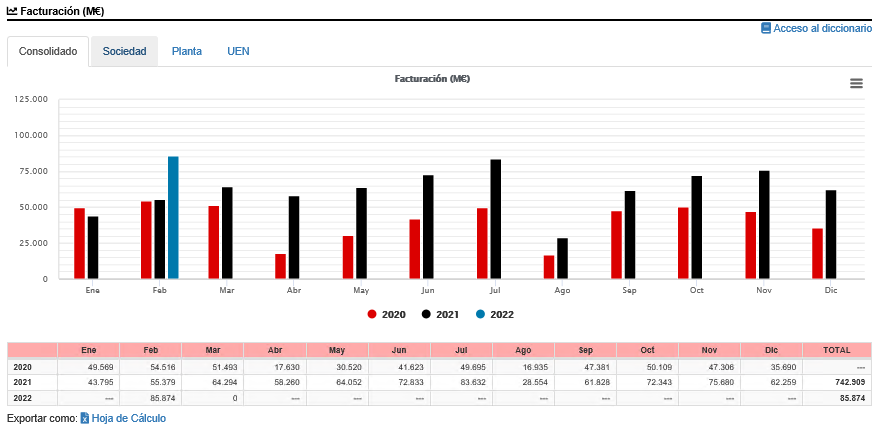 Facturación (M€)
Acceso al diccionario
Consolidado Sociedad Planta UEN
Facturación (M€)
125.000
100.000
75.000
50.000
25.000
0
Ene Feb Mar Abr May Jun Jul Ago Sep Oct Nov Dic
2020 2021 2022
Ene Feb Mar Abr May Jun Jul Ago Sep Oct Nov Dic TOTAL
2020 49.569 54.516 51.493 17.630 30.520 41.623 49.695 16.935 47.381 50.109 47.306 35.690 ---
2021 43.795 55.379 64.294 58.260 64.052 72.833 83.632 28.554 61.828 72.343 75.680 62.259 742.909
2022 --- 85.874 0 --- --- --- --- --- --- --- --- --- 85.874
Exportar como: Hoja de Cálculo